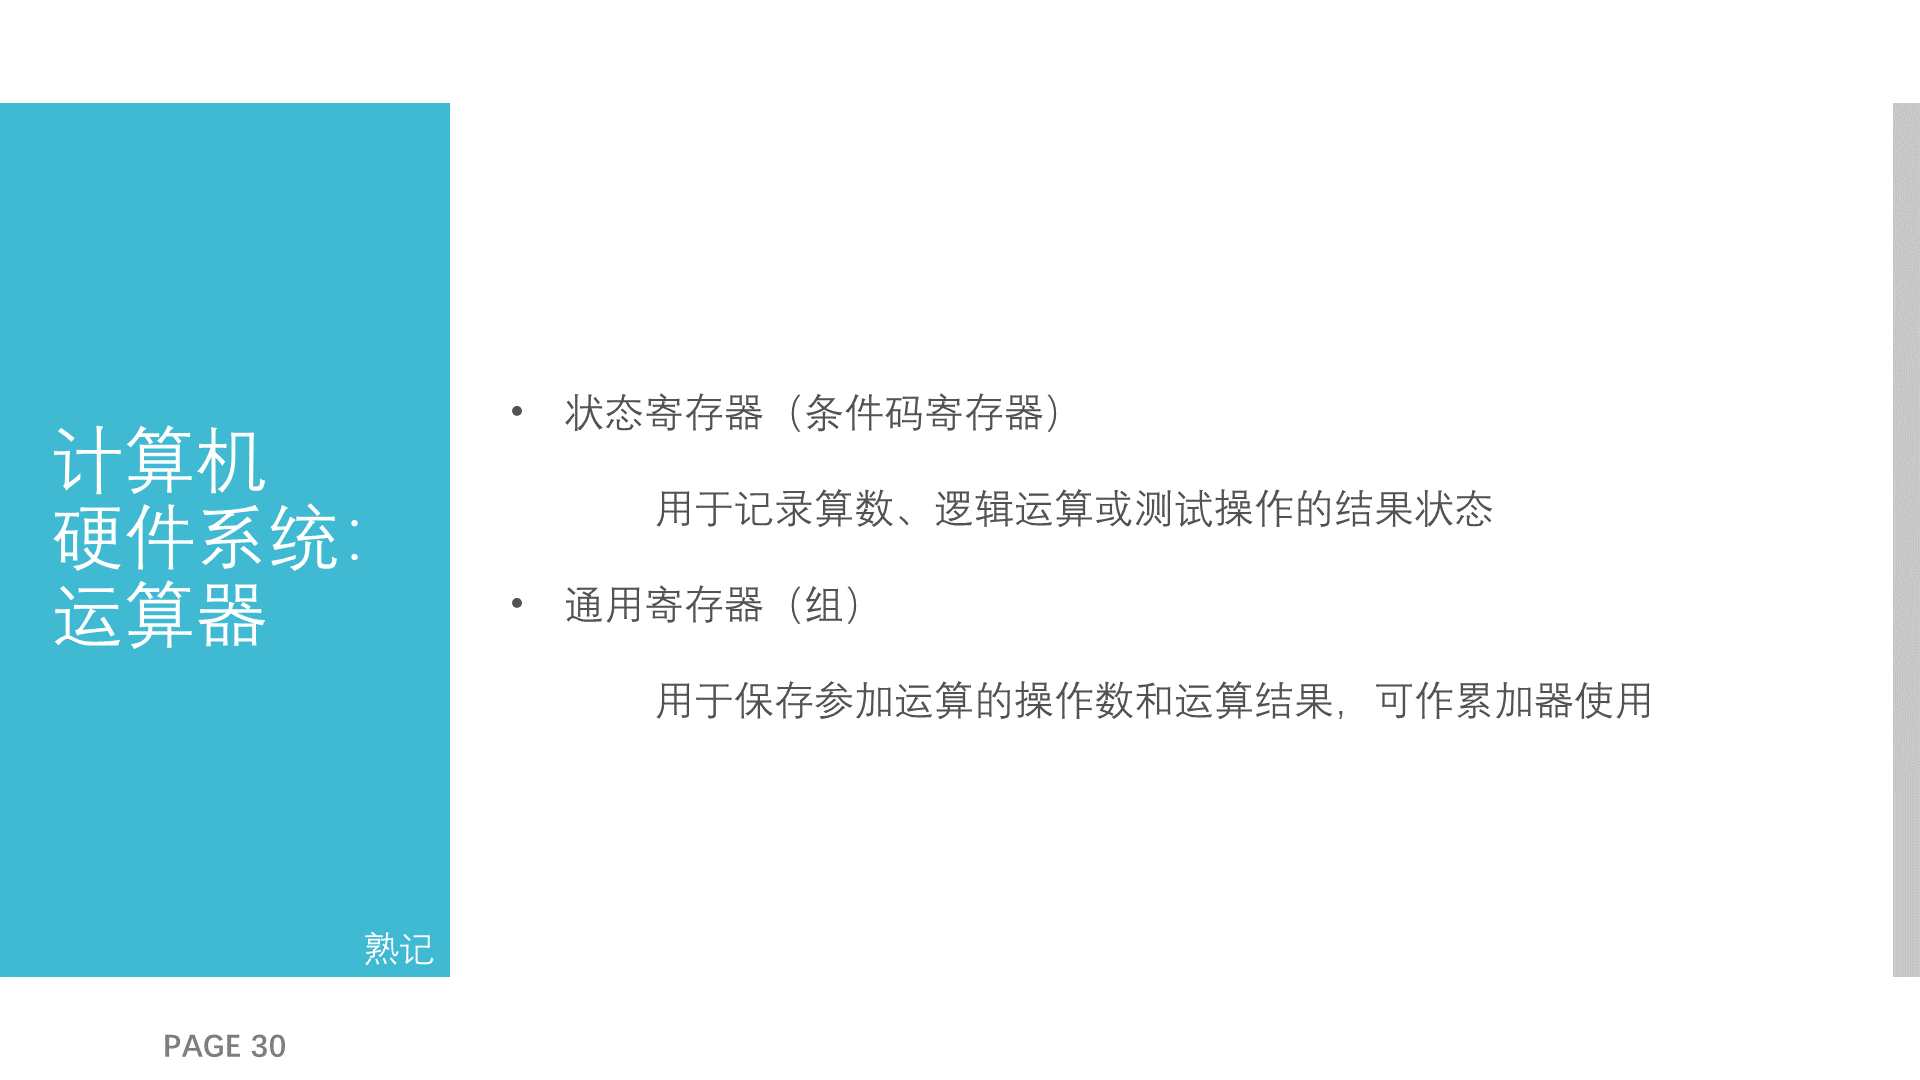 计算机
硬件系统：
运算器
熟记
• 状态寄存器（条件码寄存器）
用于记录算数、逻辑运算或测试操作的结果状态
• 通用寄存器（组）
用于保存参加运算的操作数和运算结果，可作累加器使用
PAGE 30